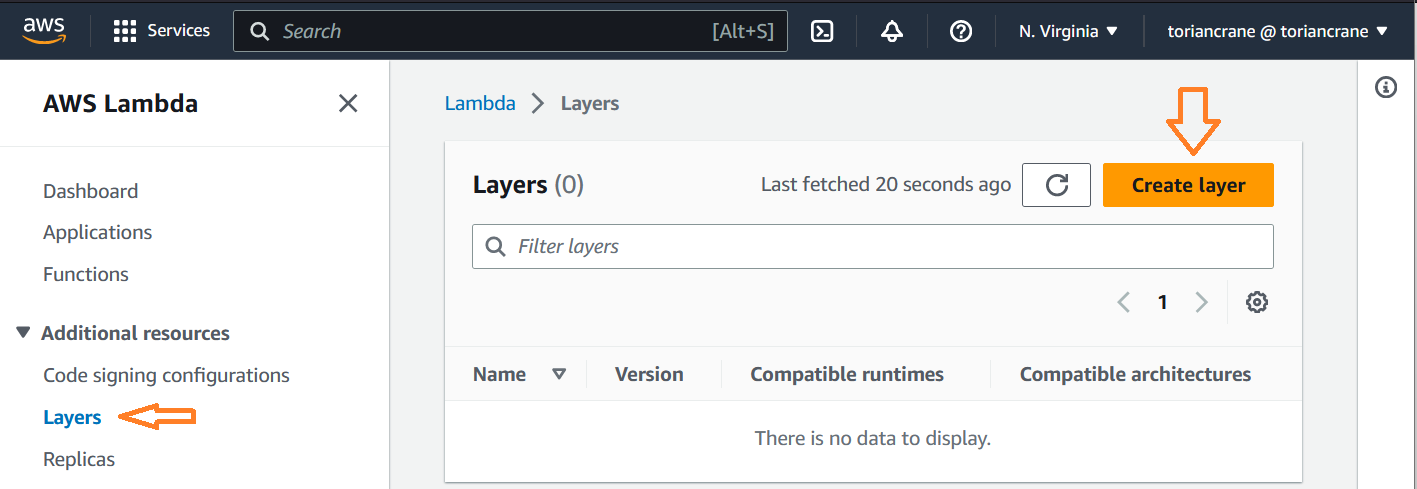 aws
Services
Search
[Alt+S]
N. Virginia
toriancrane @ toriancrane
AWS Lambda
Dashboard
Applications
Functions
Additional resources
Code signing configurations
Layers
Replicas
Lambda
Layers
Layers (0)
Last fetched 20 seconds ago
Create layer
Filter layers
1
Name
Version
Compatible runtimes
Compatible architectures
There is no data to display.